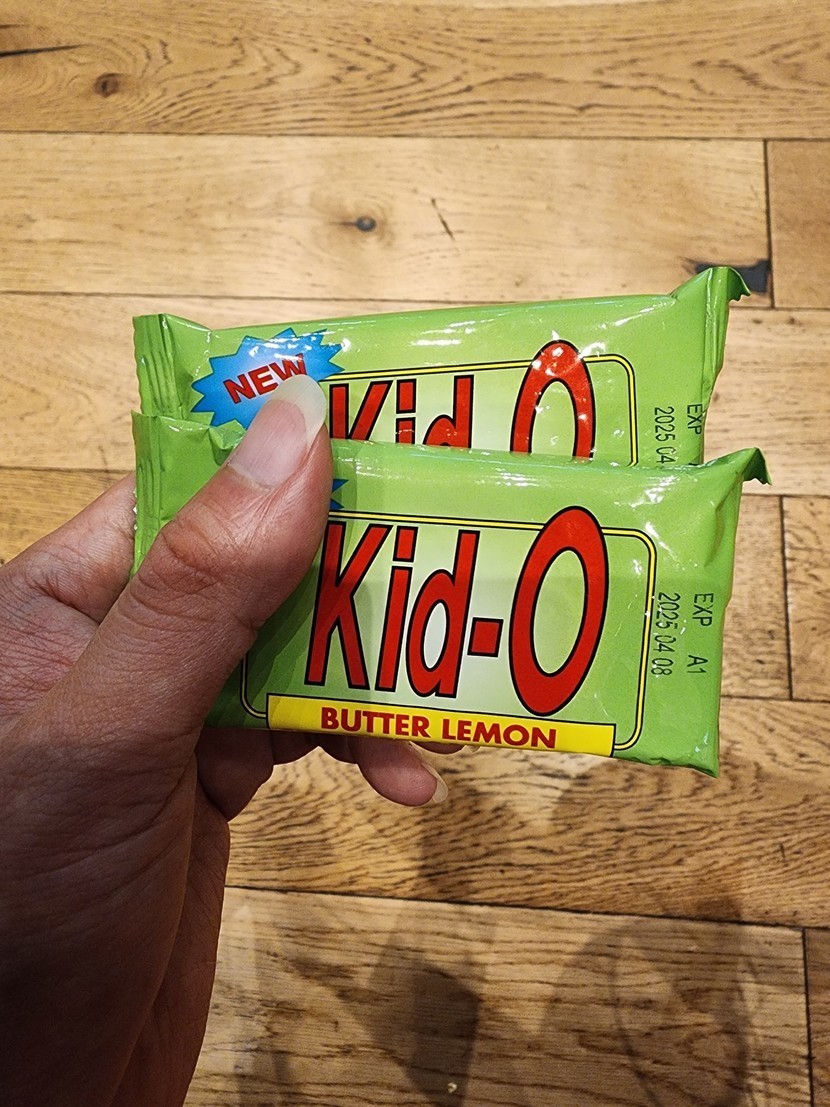 NEW
Kid-O
EXP
2025 04
Kid-O
BUTTER LEMON
EXP A1
2025 04 08